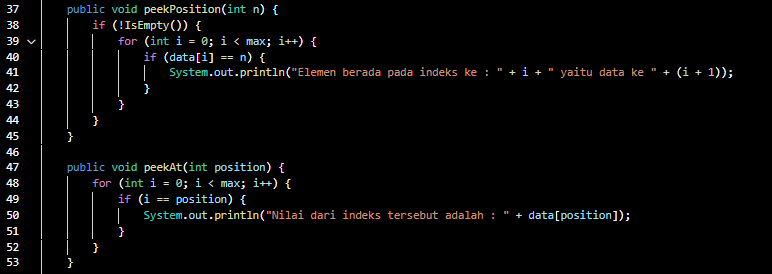 37 public void peekPosition(int n) {
38 if (!IsEmpty()) {
39 for (int i = 0; i < max; i++) {
40 if (data[i] == n) {
41 System.out.println("Elemen berada pada indeks ke : " + i + " yaitu data ke " + (i + 1));
42 }
43 }
44 }
45 }
46
47 public void peekAt(int position) {
48 for (int i = 0; i < max; i++) {
49 if (i == position) {
50 System.out.println("Nilai dari indeks tersebut adalah : " + data[position]);
51 }
52 }
53 }